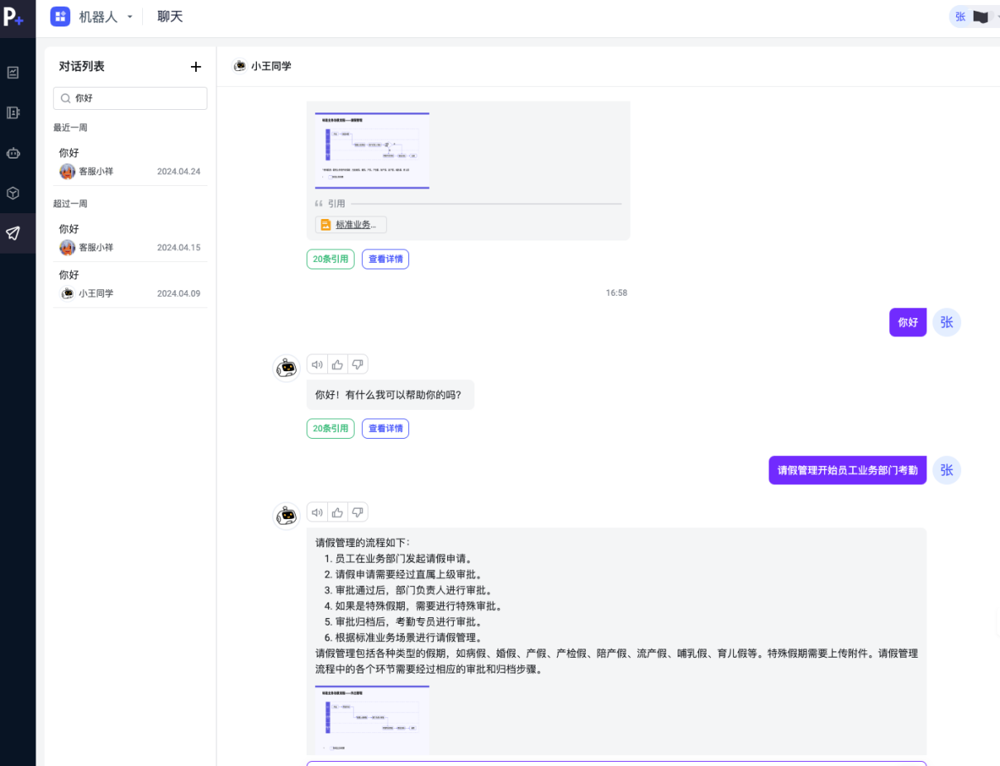 P+
机器人
聊天
张
对话列表
+
你好
最近一周
你好
客服小祥
2024.04.24
超过一周
你好
客服小祥
2024.04.15
你好
小王同学
2024.04.09
小王同学
引用
标准业务...
20条引用
查看详情
16:58
你好
张
你好！有什么我可以帮助你的吗？
20条引用
查看详情
请假管理开始员工业务部门考勤
张
请假管理的流程如下：
1. 员工在业务部门发起请假申请。
2. 请假申请需要经过直属上级审批。
3. 审批通过后，部门负责人进行审批。
4. 如果是特殊假期，需要进行特殊审批。
5. 审批归档后，考勤专员进行审批。
6. 根据标准业务场景进行请假管理。
请假管理包括各种类型的假期，如病假、婚假、产假、产检假、陪产假、流产假、哺乳假、育儿假等。特殊假期需要上传附件。请假管理
流程中的各个环节需要经过相应的审批和归档步骤。